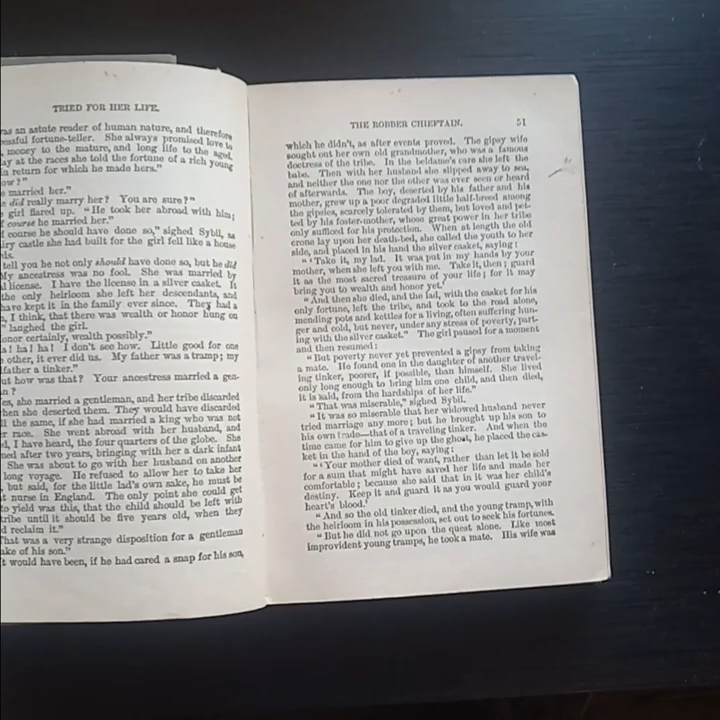 TRIED FOR HER LIFE.
was an astute reader of human nature, and therefore
fortune-teller. She always promised love to
money to the mature, and long life to the aged.
at the races she told the fortune of a rich young
in return for which he made hers."
ow?"
married her."
did really marry her? You are sure?"
girl flared up. "He took her abroad with him;
course he married her."
course he should have done so," sighed Sybil, as
castle she had built for the girl fell like a house
tell you he not only should have done so, but he did
My ancestress was no fool. She was married by
license. I have the license in a silver casket. It
the only heirloom she left her descendants, and
have kept it in the family ever since. They had a
I think, that there was wealth or honor hung on
" laughed the girl.
certainly, wealth possibly."
ha! ha! I don't see how. Little good for one
other, it ever did us. My father was a tramp; my
father a tinker."
but how was that? Your ancestress married a gen-
n?"
she married a gentleman, and her tribe discarded
when she deserted them. They would have discarded
the same, if she had married a king who was not
race. She went abroad with her husband, and
I have heard, the four quarters of the globe. She
after two years, bringing with her a dark infant
She was about to go with her husband on another
long voyage. He refused to allow her to take her
but said, for the little lad's own sake, he must be
nurse in England. The only point she could get
to yield was this, that the child should be left with
tribe until it should be five years old, when they
reclaim it."
That was a very strange disposition for a gentleman
of his son."
It would have been, if he had cared a snap for his son,
THE ROBBER CHIEFTAIN. 51
which he didn't, as after events proved. The gipsy wife
sought out her own old grandmother, who was a famous
doctress of the tribe. In the beldame's care she left the
babe. Then with her husband she slipped away to sea,
and neither the one nor the other was ever seen or heard
of afterwards. The boy, deserted by his father and his
mother, grew up a poor degraded little half-breed among
the gipsies, scarcely tolerated by them, but loved and pet-
ted by his foster-mother, whose great power in her tribe
only sufficed for his protection. When at length the old
crone lay upon her death-bed, she called the youth to her
side, and placed in his hand the silver casket, saying:
"'Take it, my lad. It was put in my hands by your
mother, when she left you with me. Take it, then; guard
it as the most sacred treasure of your life; for it may
bring you to wealth and honor yet.'
"And then she died, and the lad, with the casket for his
only fortune, left the tribe, and took to the road alone,
mending pots and kettles for a living, often suffering hun-
ger and cold, but never, under any stress of poverty, part-
ing with the silver casket." The girl paused for a moment
and then resumed:
"But poverty never yet prevented a gipsy from taking
a mate. He found one in the daughter of another travel-
ing tinker, poorer, if possible, than himself. She lived
only long enough to bring him one child, and then died,
it is said, from the hardships of her life."
"That was miserable," sighed Sybil.
"It was so miserable that her widowed husband never
tried marriage any more; but he brought up his son to
his own trade—that of a traveling tinker. And when the
time came for him to give up the ghost, he placed the cas-
ket in the hand of the boy, saying:
"'Your mother died of want, rather than let it be sold
for a sum that might have saved her life and made her
comfortable; because she said that in it was her child's
destiny. Keep it and guard it as you would guard your
heart's blood.'
"And so the old tinker died, and the young tramp, with
the heirloom in his possession, set out to seek his fortunes.
"But he did not go upon the quest alone. Like most
improvident young tramps, he took a mate. His wife was